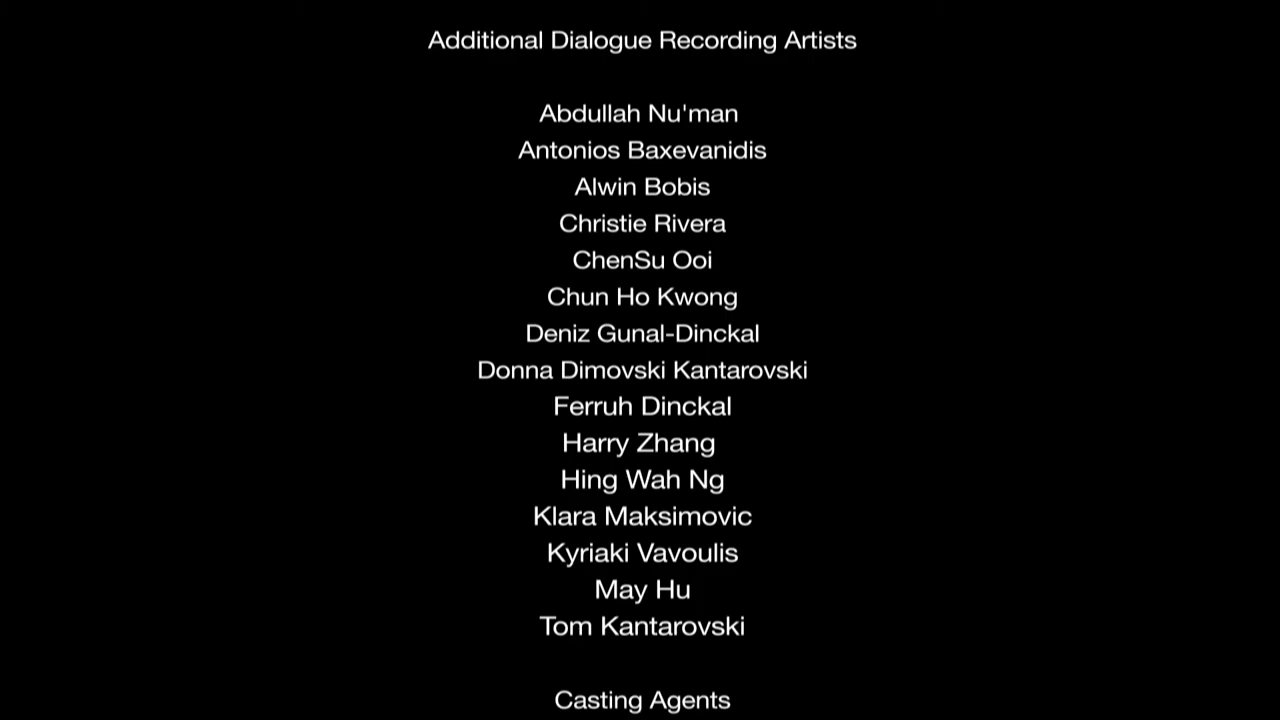 Additional Dialogue Recording Artists
Abdullah Nu'man
Antonios Baxevanidis
Alwin Bobis
Christie Rivera
ChenSu Ooi
Chun Ho Kwong
Deniz Gunal-Dinckal
Donna Dimovski Kantarovski
Ferruh Dinckal
Harry Zhang
Hing Wah Ng
Klara Maksimovic
Kyriaki Vavoulis
May Hu
Tom Kantarovski
Casting Agents